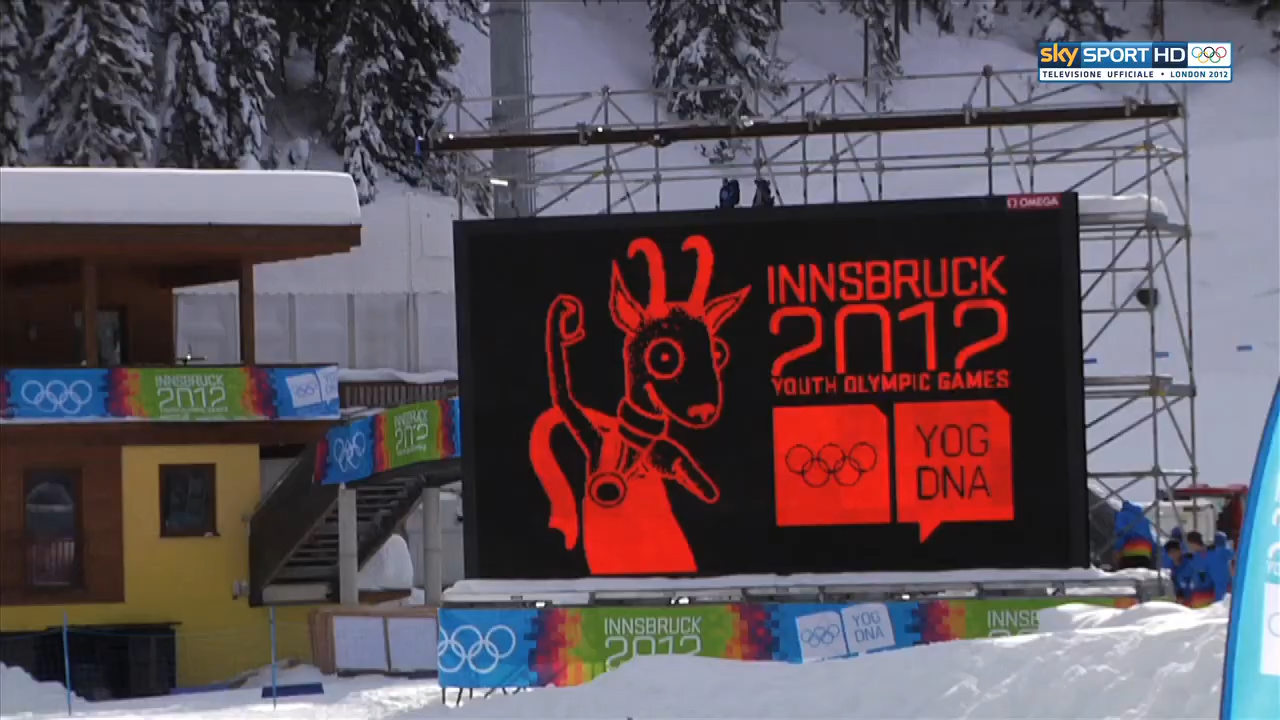 sky SPORT HD
TELEVISIONE UFFICIALE • LONDON 2012
Ω OMEGA
INNSBRUCK
2012
YOUTH OLYMPIC GAMES
YOG
DNA
INNSBRUCK
2012
INNSBRUCK
2012
INNSBRUCK
2012
YOG
DNA
INNSB